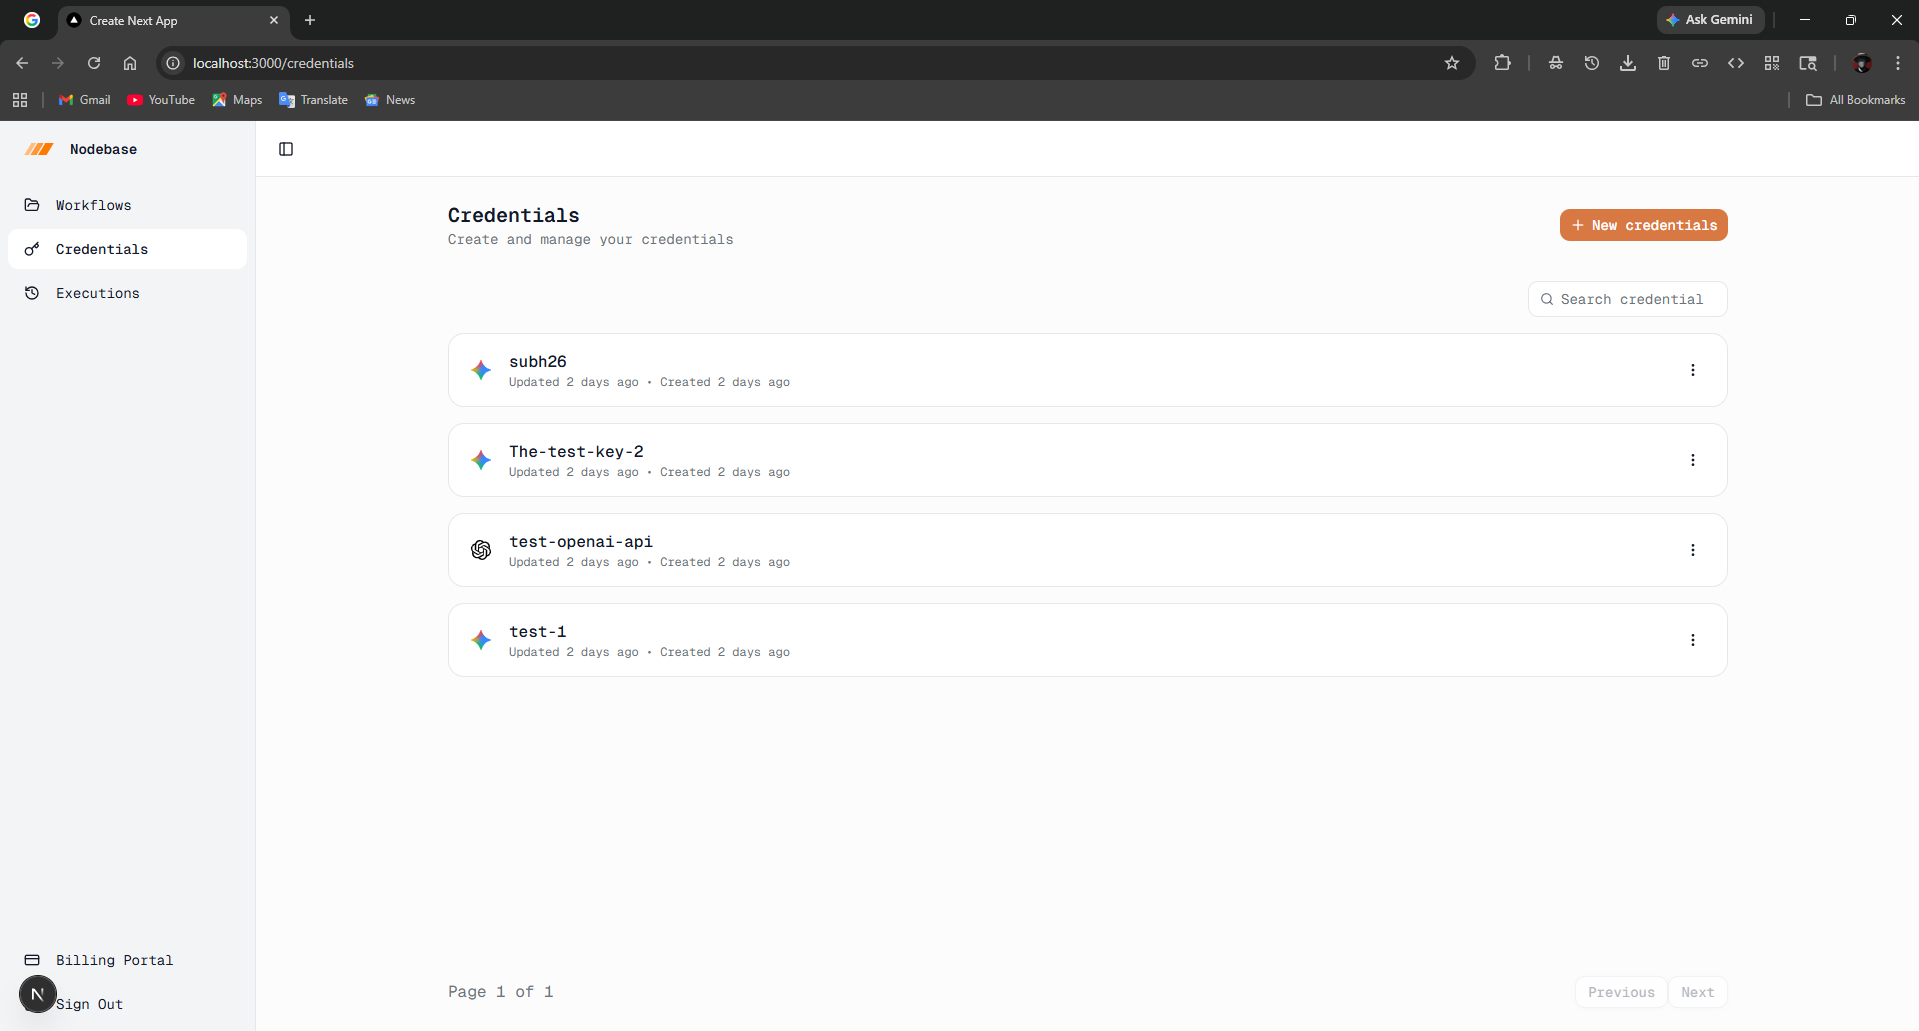 Create Next App
Ask Gemini
localhost:3000/credentials
Gmail
YouTube
Maps
Translate
News
All Bookmarks
Nodebase
Workflows
Credentials
Executions
Credentials
Create and manage your credentials
New credentials
Search credential
subh26
Updated 2 days ago • Created 2 days ago
The-test-key-2
Updated 2 days ago • Created 2 days ago
test-openai-api
Updated 2 days ago • Created 2 days ago
test-1
Updated 2 days ago • Created 2 days ago
Billing Portal
N
Sign Out
Page 1 of 1
Previous
Next